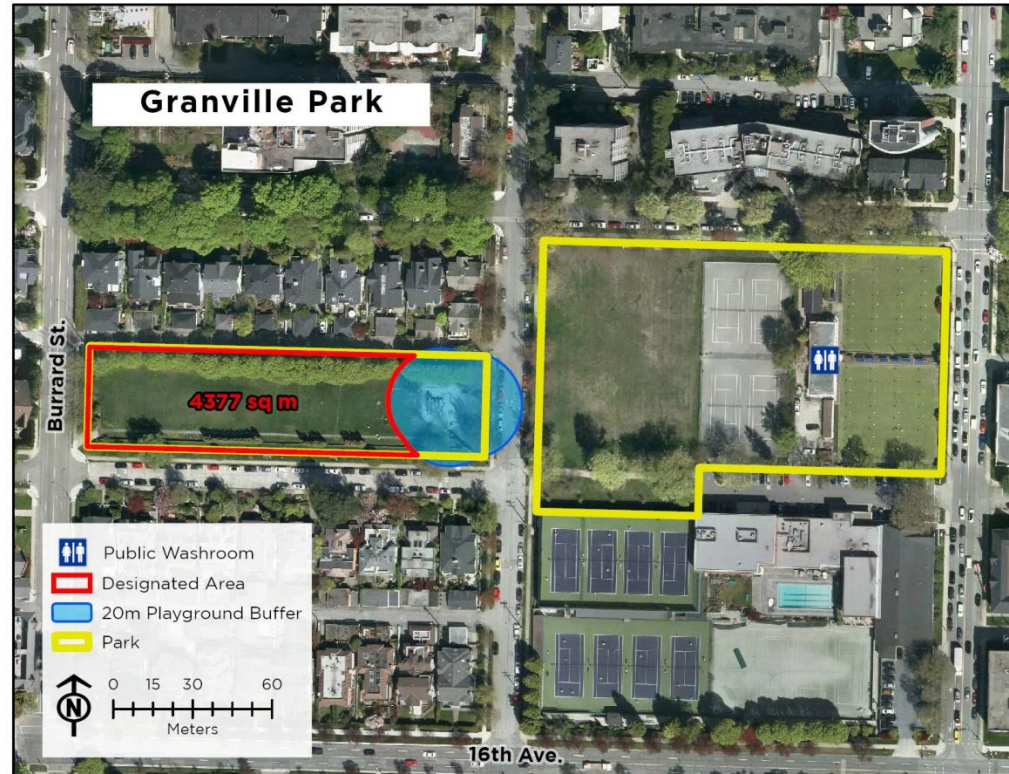 Granville Park
Burrard St.
4377 sq m
Public Washroom
Designated Area
20m Playground Buffer
Park
N
0 15 30 60
Meters
16th Ave.